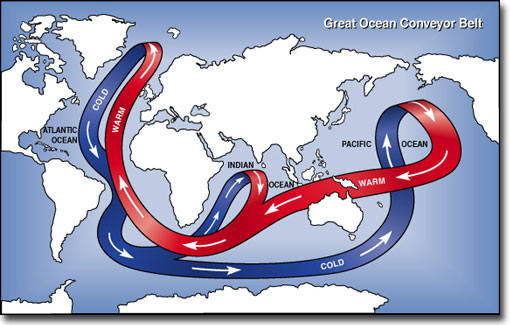 Great Ocean Conveyor Belt
COLD
WARM
ATLANTIC
OCEAN
INDIAN
OCEAN
PACIFIC
OCEAN
WARM
COLD